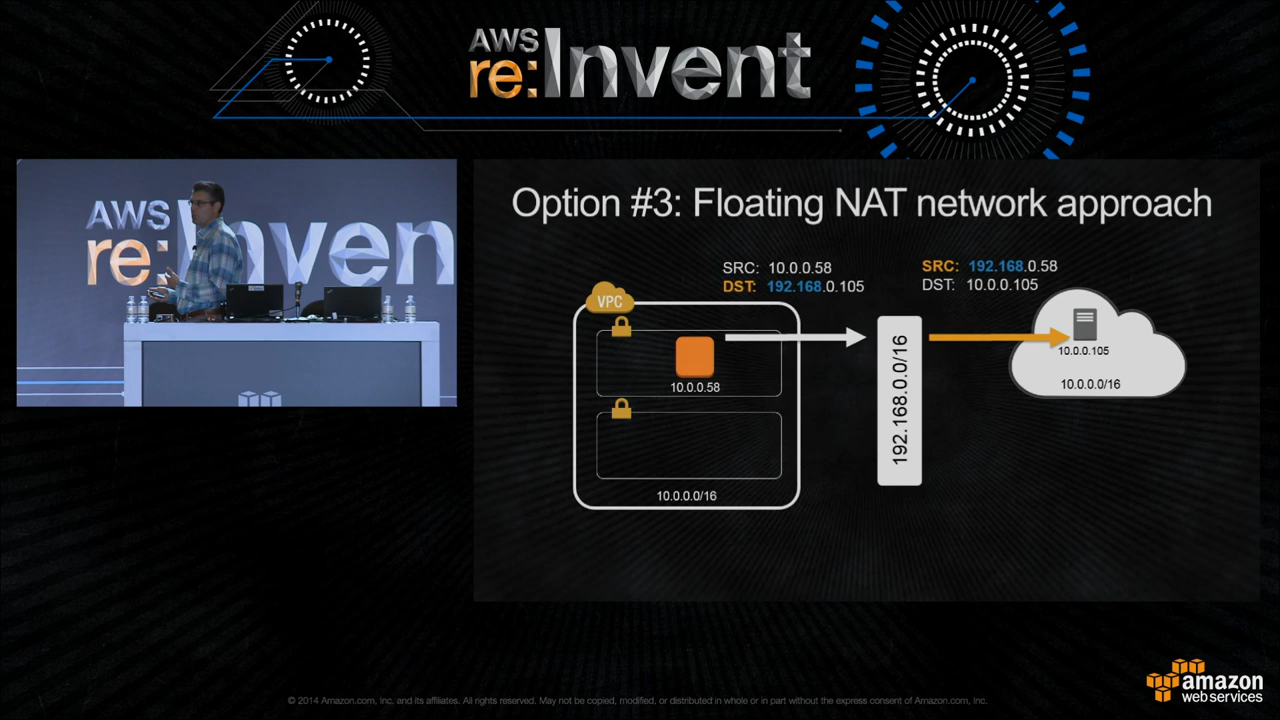 AWS
re:Invent
AWS
re:Inven
Option #3: Floating NAT network approach
SRC: 10.0.0.58
DST: 192.168.0.105
SRC: 192.168.0.58
DST: 10.0.0.105
VPC
10.0.0.58
10.0.0.0/16
192.168.0.0/16
10.0.0.105
10.0.0.0/16
© 2014 Amazon.com, Inc. and its affiliates. All rights reserved. May not be copied, modified, or distributed in whole or in part without the express consent of Amazon.com, Inc.
amazon
web services